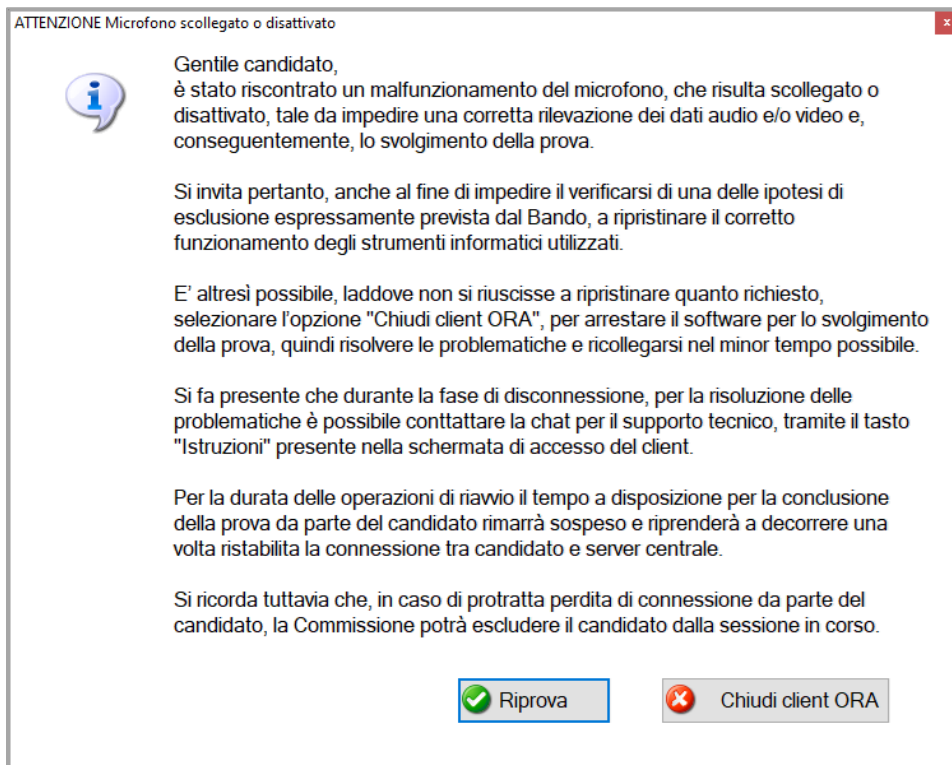 ATTENZIONE Microfono scollegato o disattivato
x
Gentile candidato,
è stato riscontrato un malfunzionamento del microfono, che risulta scollegato o
disattivato, tale da impedire una corretta rilevazione dei dati audio e/o video e,
conseguentemente, lo svolgimento della prova.
Si invita pertanto, anche al fine di impedire il verificarsi di una delle ipotesi di
esclusione espressamente prevista dal Bando, a ripristinare il corretto
funzionamento degli strumenti informatici utilizzati.
E' altresì possibile, laddove non si riuscisse a ripristinare quanto richiesto,
selezionare l'opzione "Chiudi client ORA", per arrestare il software per lo svolgimento
della prova, quindi risolvere le problematiche e ricollegarsi nel minor tempo possibile.
Si fa presente che durante la fase di disconnessione, per la risoluzione delle
problematiche è possibile conttattare la chat per il supporto tecnico, tramite il tasto
"Istruzioni" presente nella schermata di accesso del client.
Per la durata delle operazioni di riavvio il tempo a disposizione per la conclusione
della prova da parte del candidato rimarrà sospeso e riprenderà a decorrere una
volta ristabilita la connessione tra candidato e server centrale.
Si ricorda tuttavia che, in caso di protratta perdita di connessione da parte del
candidato, la Commissione potrà escludere il candidato dalla sessione in corso.
Riprova
Chiudi client ORA